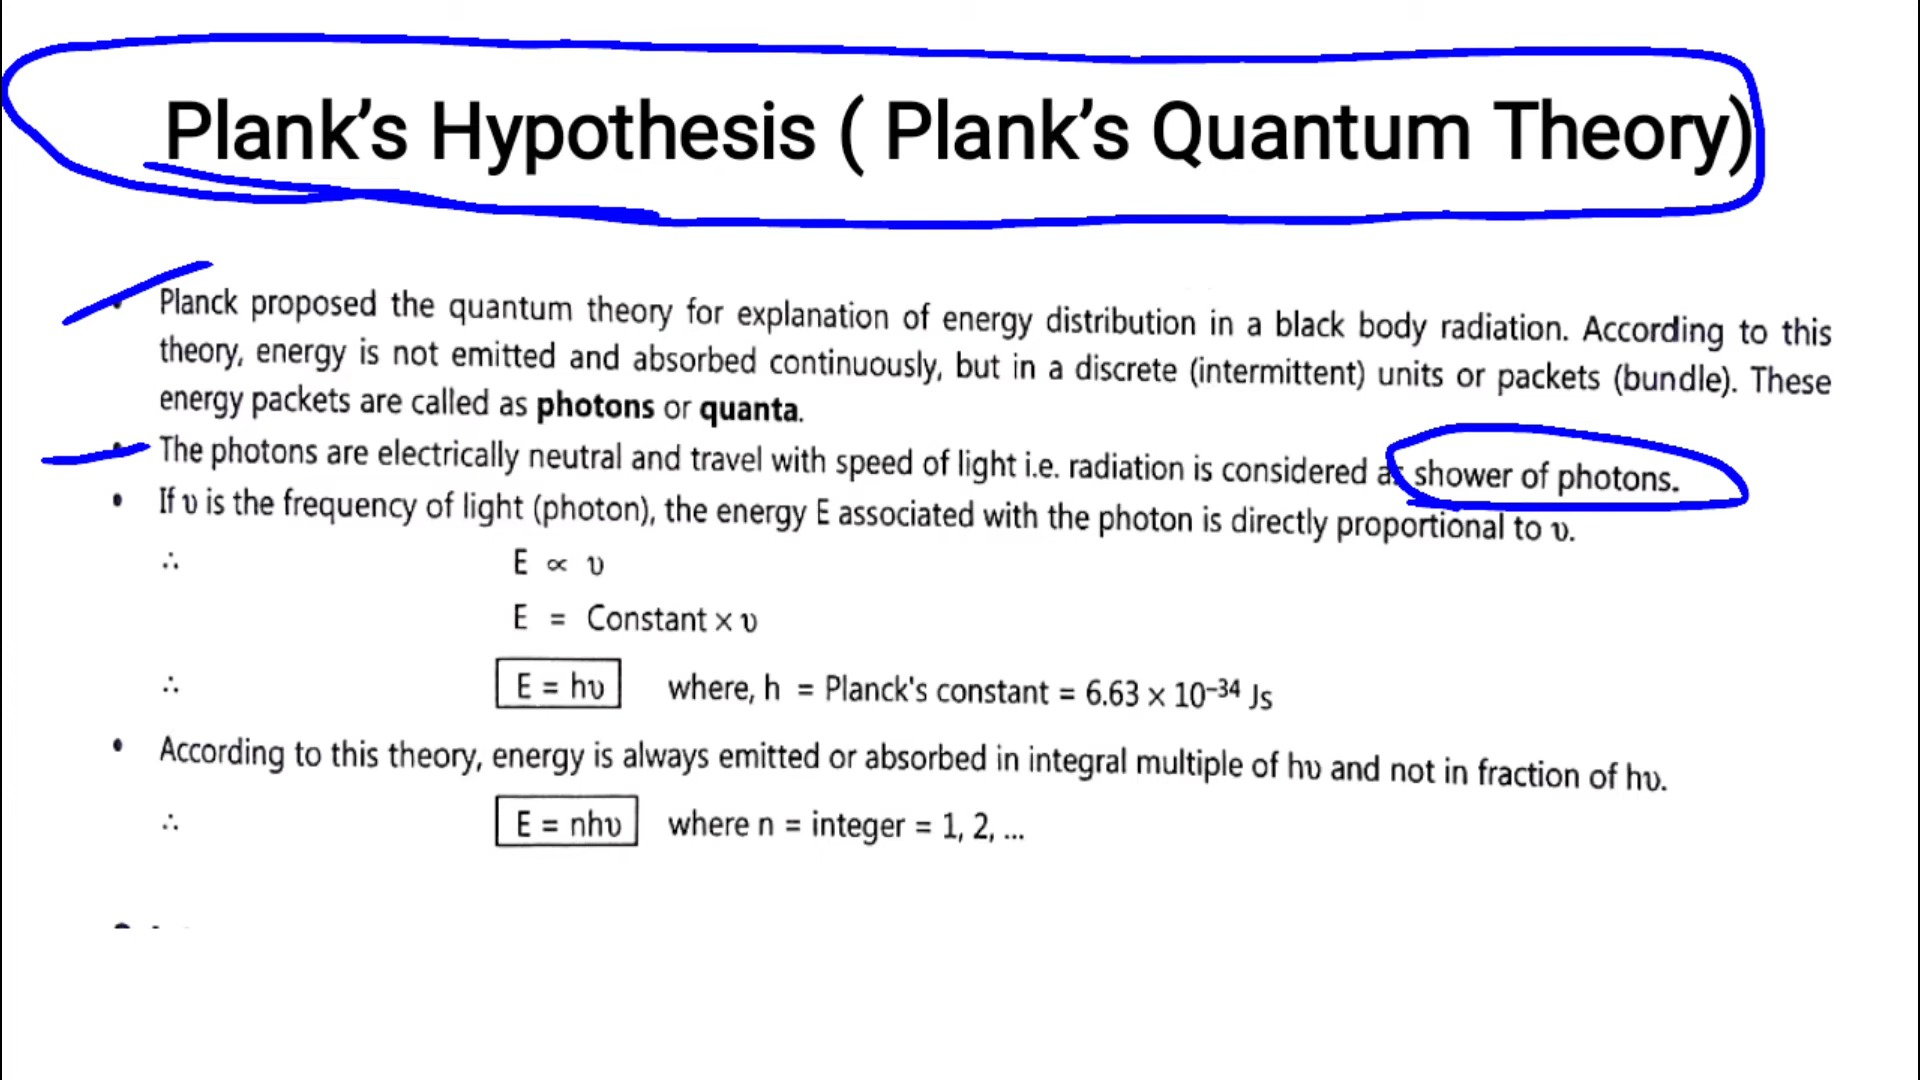 Plank’s Hypothesis ( Plank’s Quantum Theory)
• Planck proposed the quantum theory for explanation of energy distribution in a black body radiation. According to this
theory, energy is not emitted and absorbed continuously, but in a discrete (intermittent) units or packets (bundle). These
energy packets are called as photons or quanta.
• The photons are electrically neutral and travel with speed of light i.e. radiation is considered as shower of photons.
• If υ is the frequency of light (photon), the energy E associated with the photon is directly proportional to υ.
∴ E ∝ υ
E = Constant × υ
∴ E = hυ where, h = Planck's constant = 6.63 × 10⁻³⁴ Js
• According to this theory, energy is always emitted or absorbed in integral multiple of hυ and not in fraction of hυ.
∴ E = nhυ where n = integer = 1, 2, ...